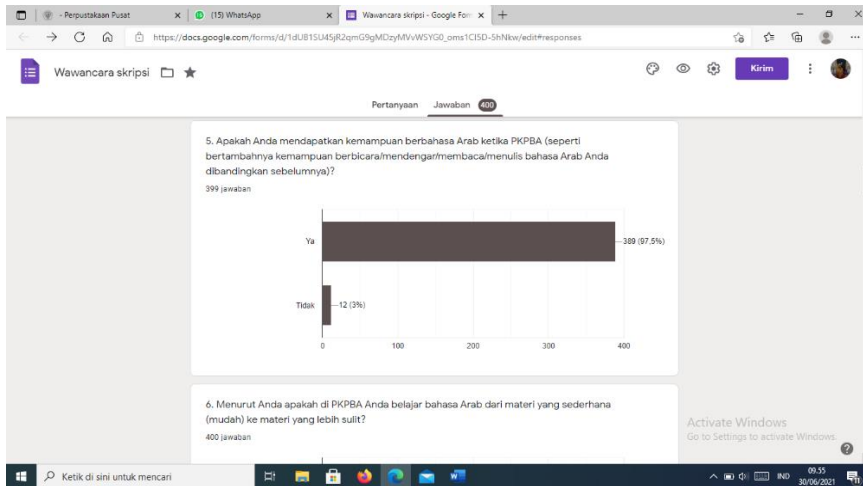 - Perpustakaan Pusat
(15) WhatsApp
Wawancara skripsi - Google Form
https://docs.google.com/forms/d/1dUB1SU45jR2qmG9gMDzyMVvW5YG0_oms1CI5D-5hNkw/edit#responses
Wawancara skripsi
Kirim
Pertanyaan Jawaban 400
5. Apakah Anda mendapatkan kemampuan berbahasa Arab ketika PKPBA (seperti
bertambahnya kemampuan berbicara/mendengar/membaca/menulis bahasa Arab Anda
dibandingkan sebelumnya)?
399 jawaban
Ya
389 (97,5%)
Tidak
12 (3%)
0 100 200 300 400
6. Menurut Anda apakah di PKPBA Anda belajar bahasa Arab dari materi yang sederhana
(mudah) ke materi yang lebih sulit?
400 jawaban
Activate Windows
Go to Settings to activate Windows.
Ketik di sini untuk mencari
IND
09.55
30/06/2021